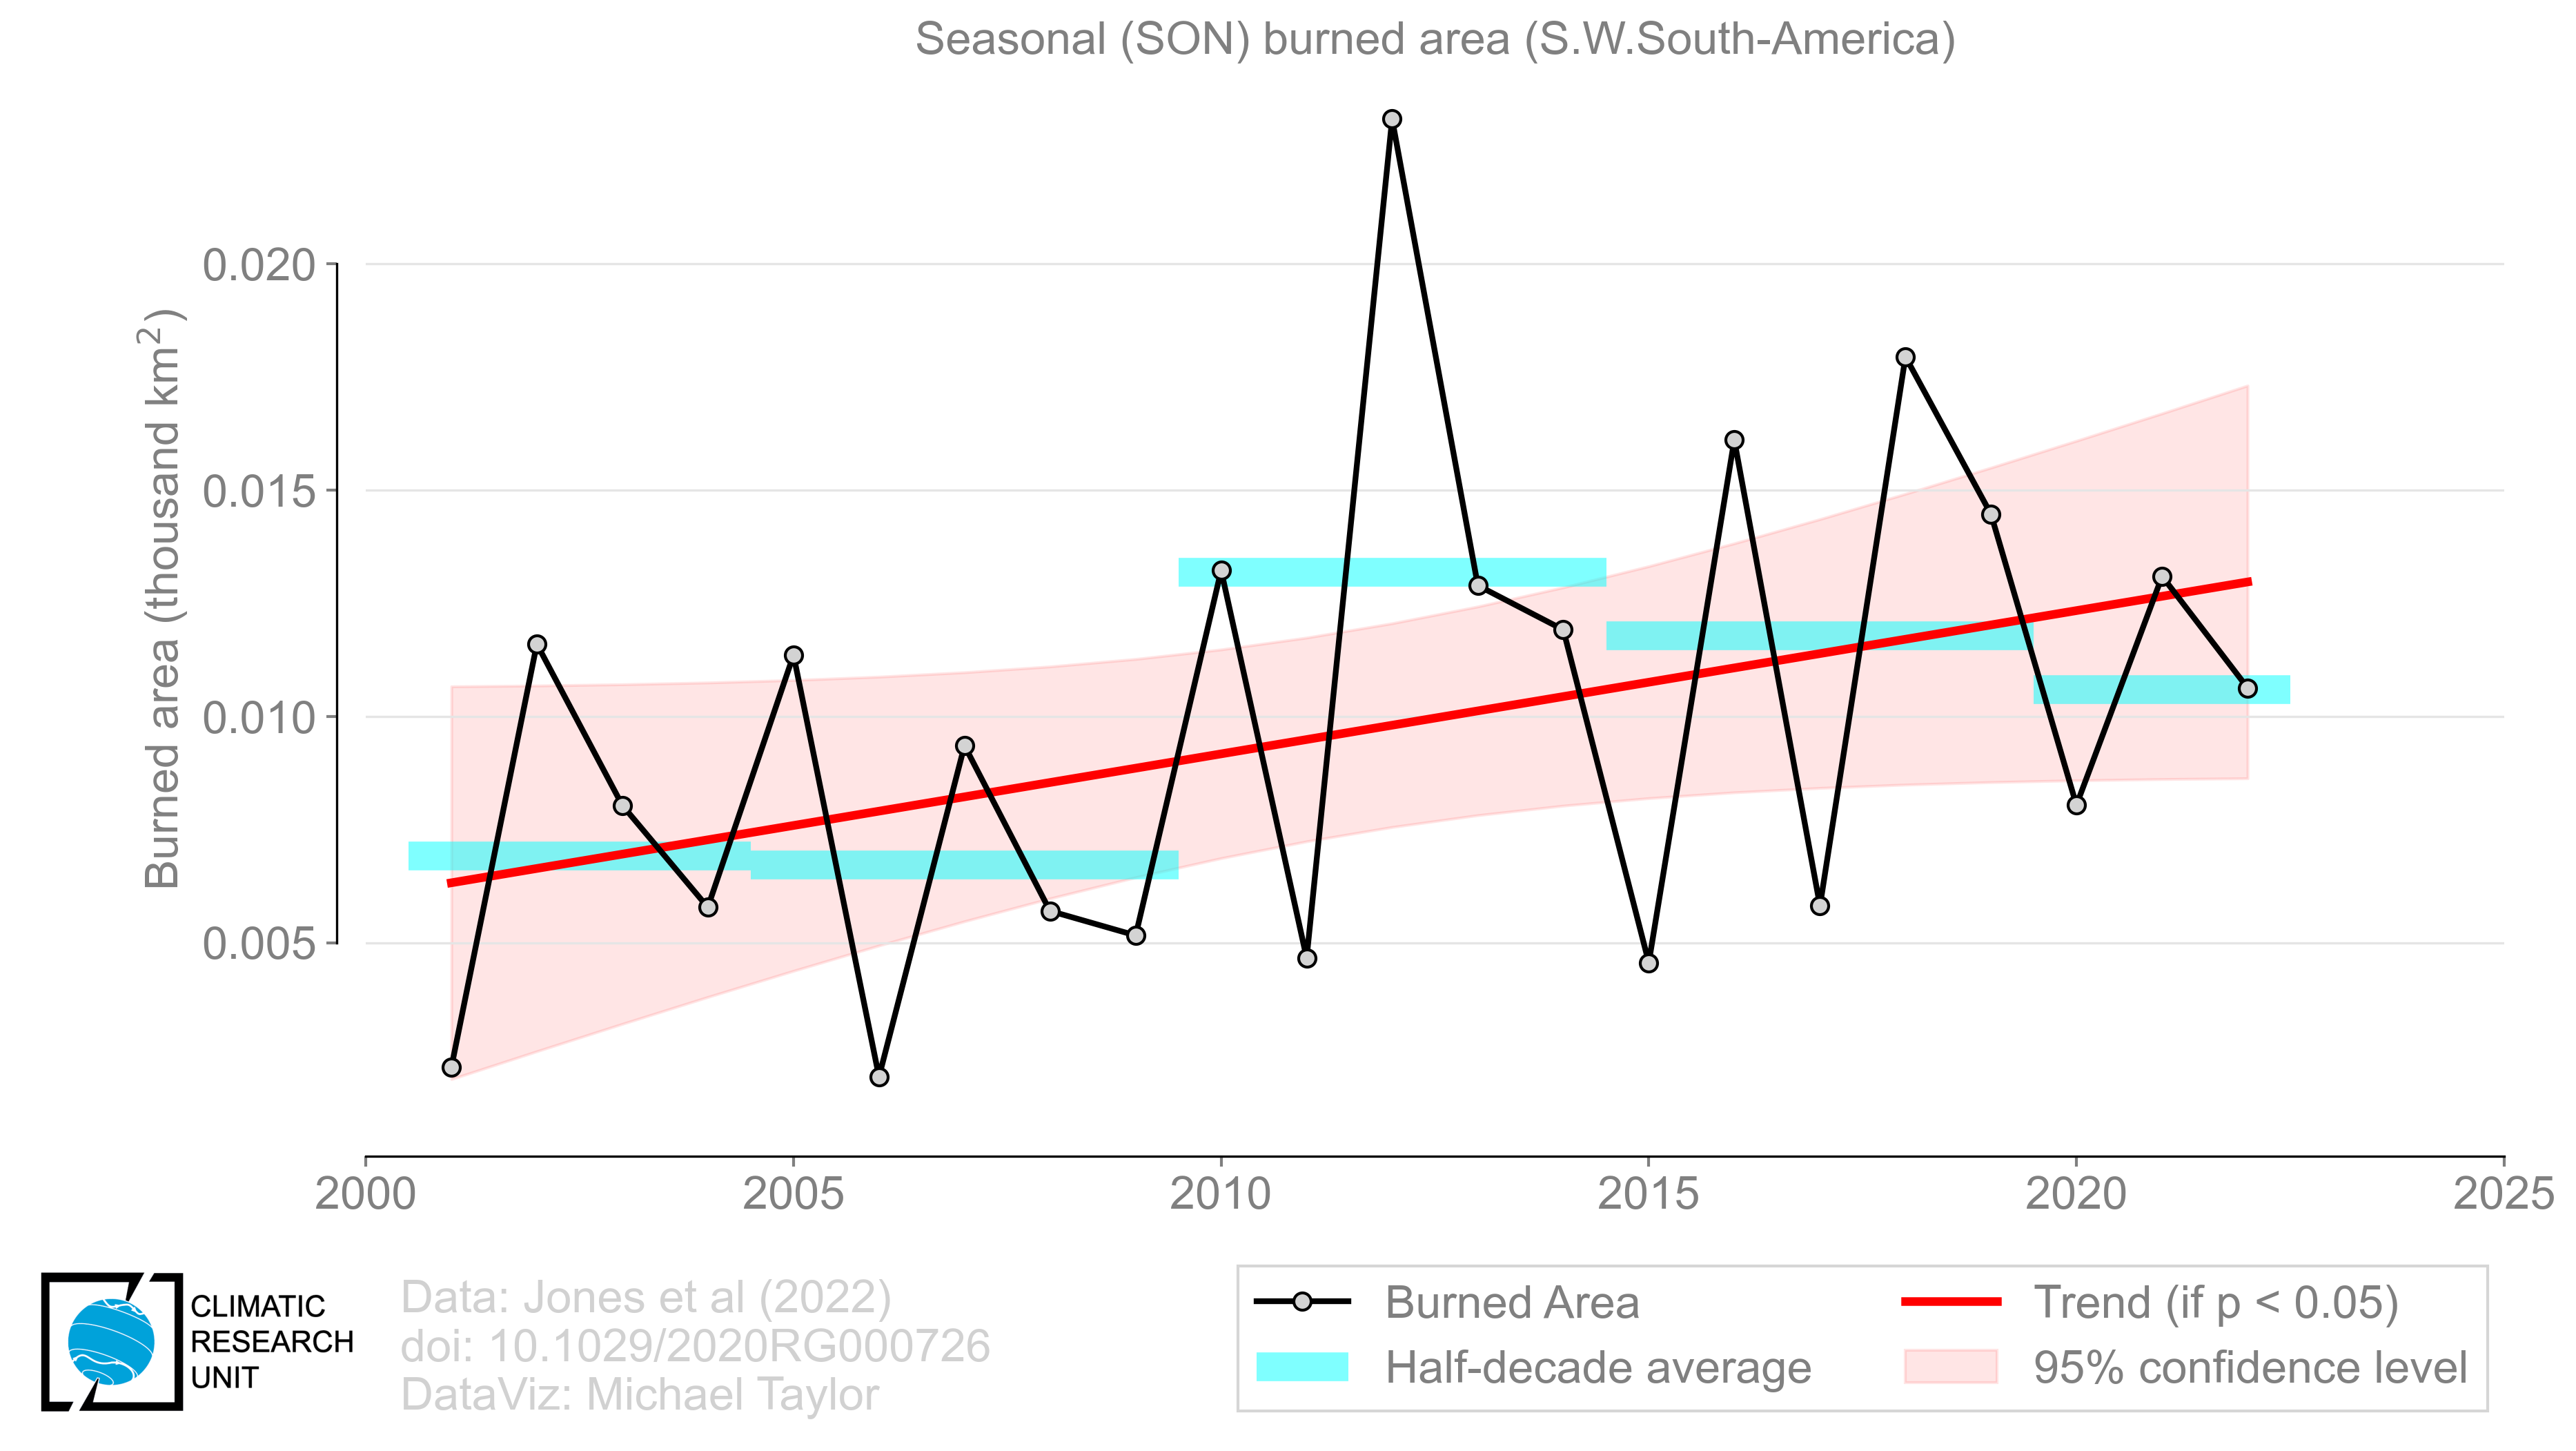 Seasonal (SON) burned area (S.W.South-America)
Burned area (thousand km²)
0.020
0.015
0.010
0.005
2000
2005
2010
2015
2020
2025
CLIMATIC
RESEARCH
UNIT
Data: Jones et al (2022)
doi: 10.1029/2020RG000726
DataViz: Michael Taylor
Burned Area
Half-decade average
Trend (if p < 0.05)
95% confidence level